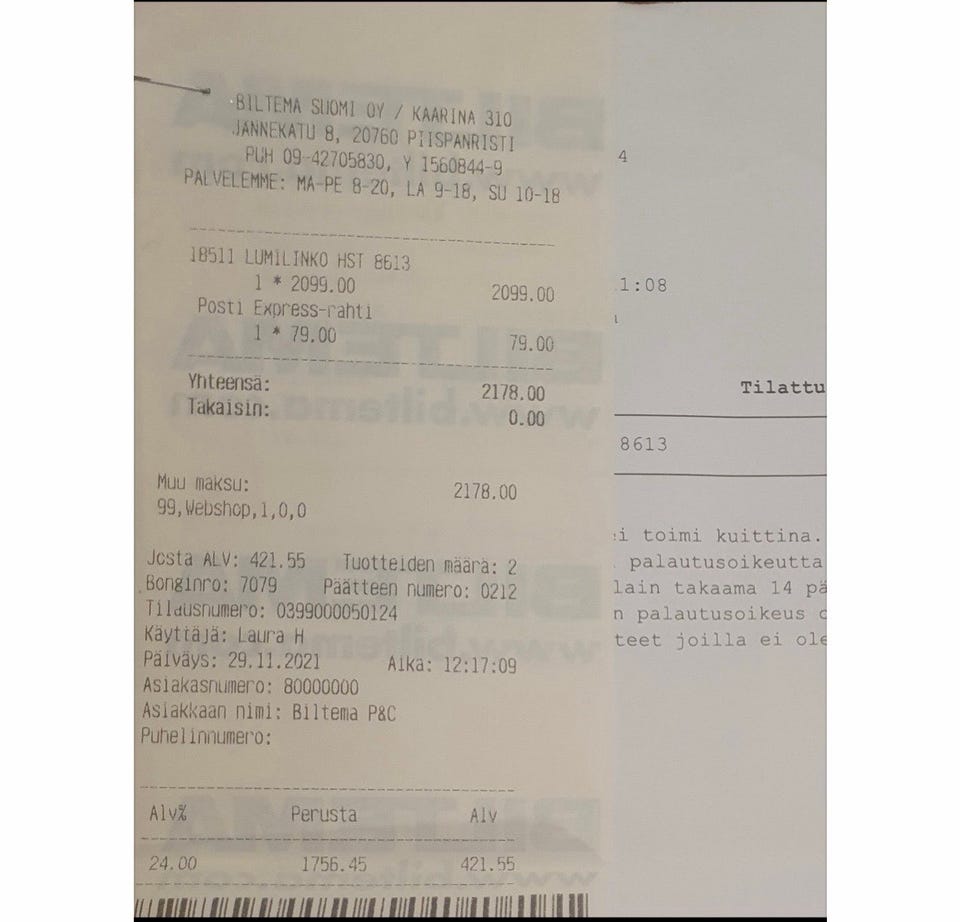 BILTEMA SUOMI OY / KAARINA 310
JÄNNEKATU 8, 20760 PIISPANRISTI
PUH 09-42705830, Y 1560844-9
PALVELEMME: MA-PE 8-20, LA 9-18, SU 10-18
18511 LUMILINKO HST 8613
1 * 2099.00 2099.00
Posti Express-rahti
1 * 79.00 79.00
Yhteensä: 2178.00
Takaisin: 0.00
Muu maksu: 2178.00
99,Webshop,1,0,0
Josta ALV: 421.55 Tuotteiden määrä: 2
Bonginro: 7079 Päätteen numero: 0212
Tilausnumero: 0399000050124
Käyttäjä: Laura H
Päiväys: 29.11.2021 Aika: 12:17:09
Asiakasnumero: 80000000
Asiakkaan nimi: Biltema P&C
Puhelinnumero:
Alv% Perusta Alv
24.00 1756.45 421.55
4
1:08
Tilattu
8613
ei toimi kuittina.
palautusoikeutta
lain takaama 14 pä
n palautusoikeus
teet joilla ei ole